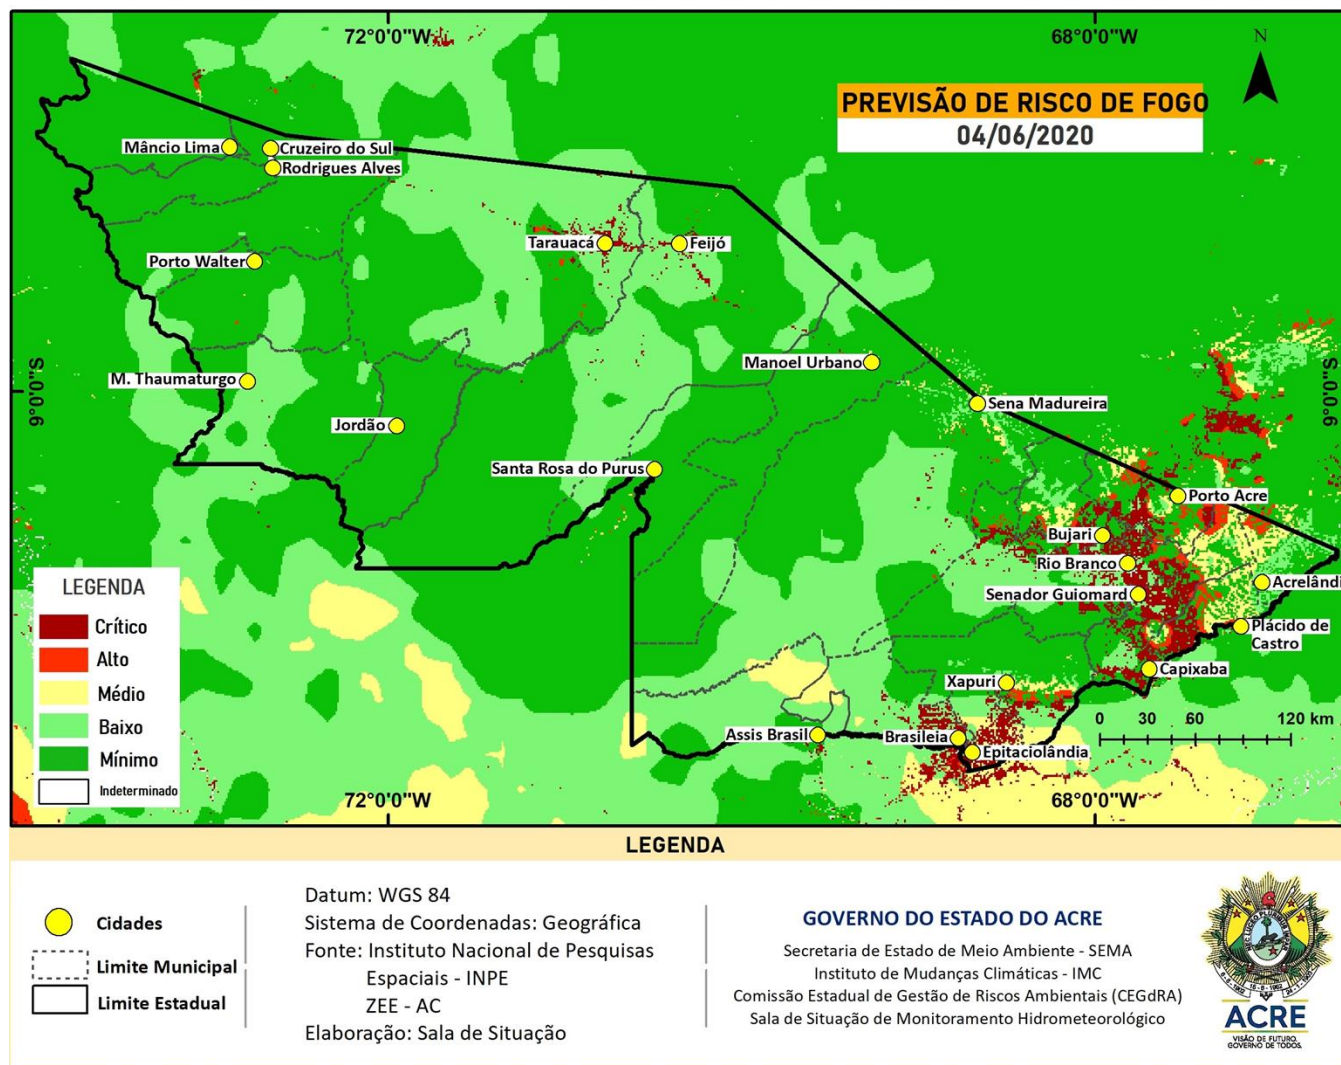 72°0'0"W
68°0'0"W
N
PREVISÃO DE RISCO DE FOGO
04/06/2020
Mâncio Lima
Cruzeiro do Sul
Rodrigues Alves
Tarauacá
Feijó
Porto Walter
Manoel Urbano
9°0'0"S
9°0'0"S
M. Thaumaturgo
Sena Madureira
Jordão
Santa Rosa do Purus
Porto Acre
Bujari
Rio Branco
Acrelândi
Senador Guiomard
Plácido de
Castro
Capixaba
Xapuri
Assis Brasil
Brasileia
Epitaciolândia
0 30 60 120 km
LEGENDA
Crítico
Alto
Médio
Baixo
Mínimo
Indeterminado
72°0'0"W
68°0'0"W
LEGENDA
Cidades
Limite Municipal
Limite Estadual
Datum: WGS 84
Sistema de Coordenadas: Geográfica
Fonte: Instituto Nacional de Pesquisas
Espaciais - INPE
ZEE - AC
Elaboração: Sala de Situação
GOVERNO DO ESTADO DO ACRE
Secretaria de Estado de Meio Ambiente - SEMA
Instituto de Mudanças Climáticas - IMC
Comissão Estadual de Gestão de Riscos Ambientais (CEGdRA)
Sala de Situação de Monitoramento Hidrometeorológico
ACRE
VISÃO DE FUTURO.
GOVERNO DE TODOS.